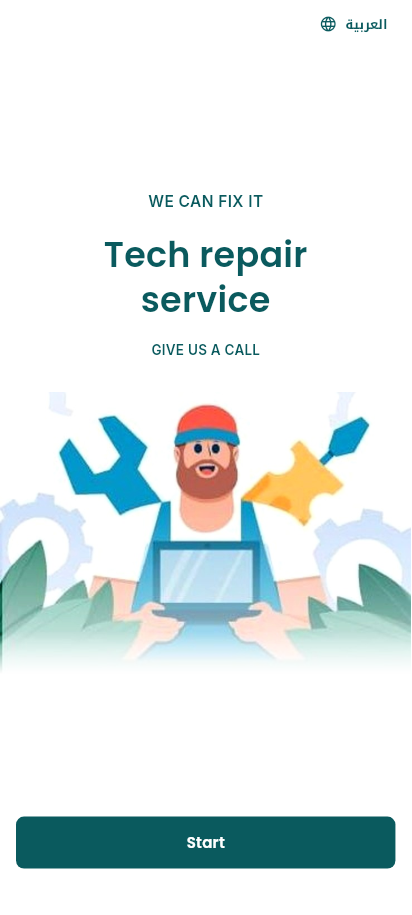 العربية
WE CAN FIX IT
Tech repair
service
GIVE US A CALL
Start